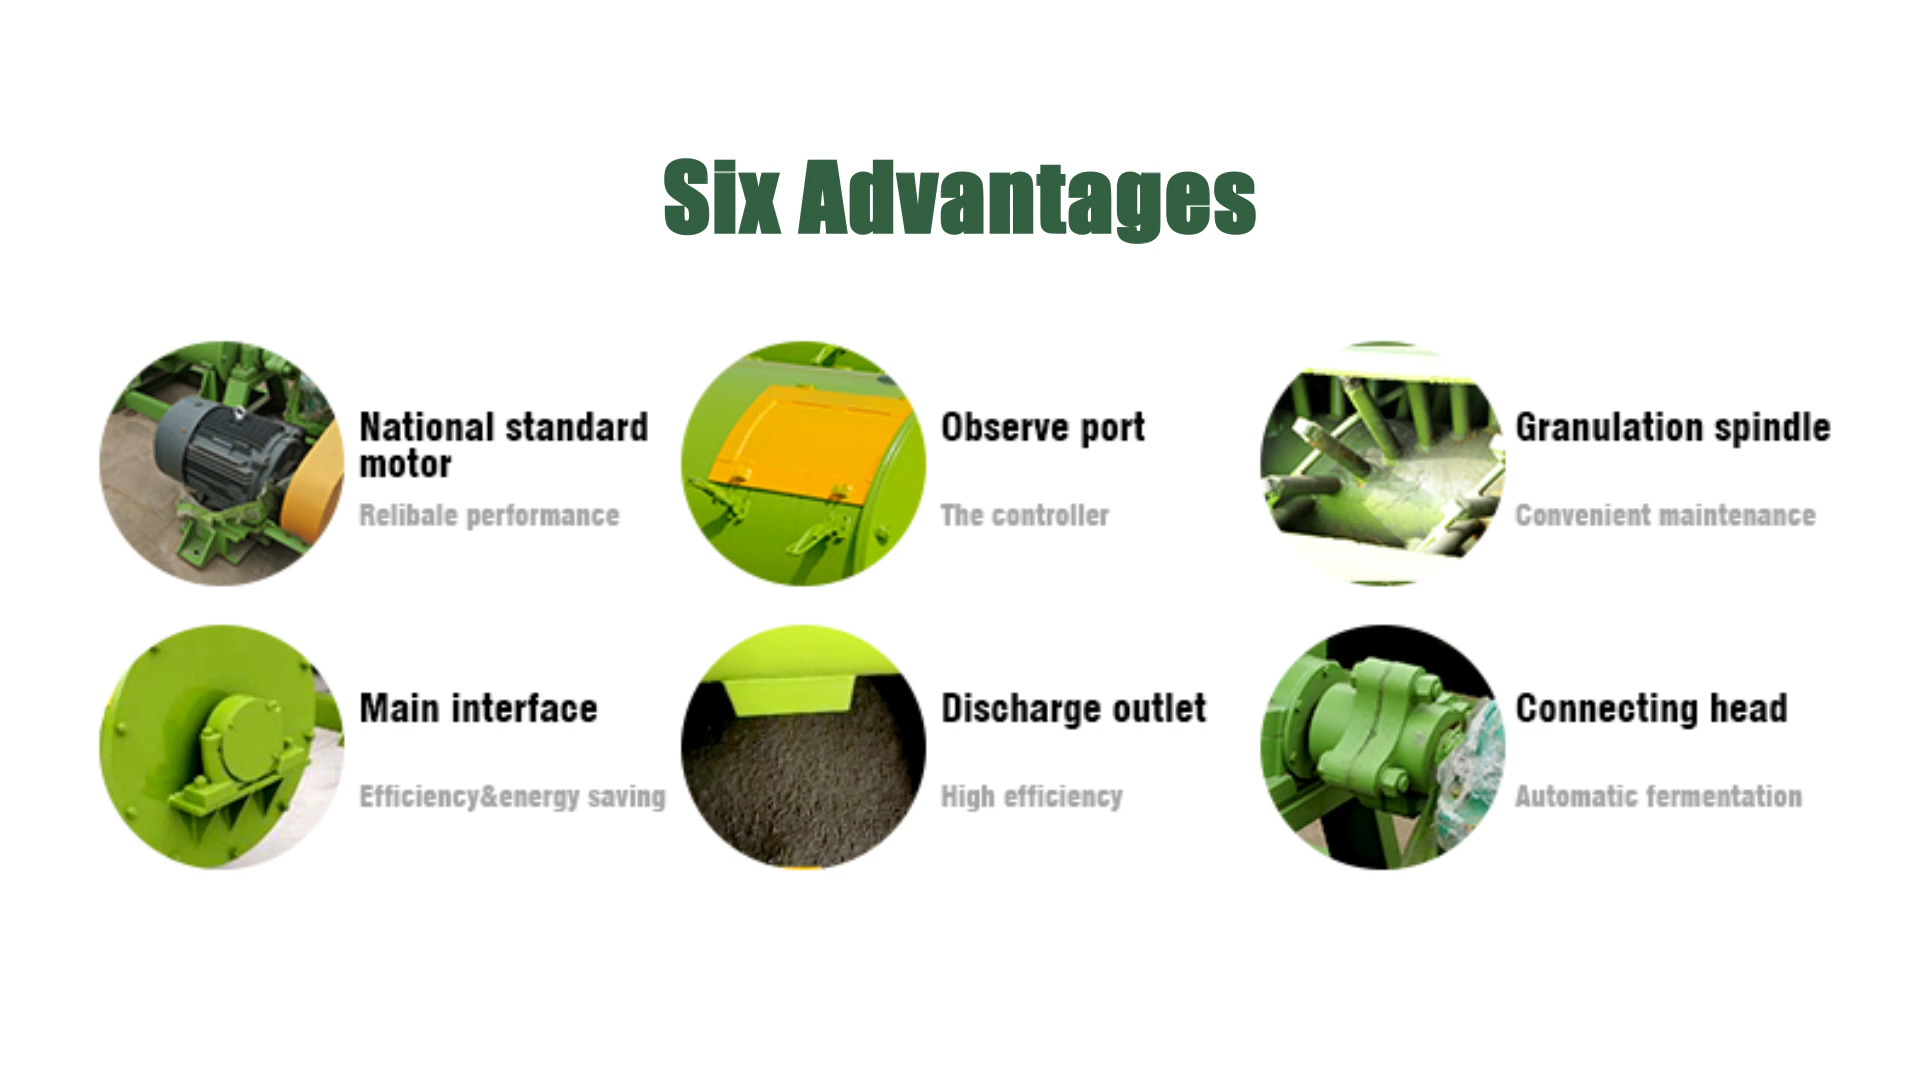 Six Advantages
National standard
motor
Relibale performance
Observe port
The controller
Granulation spindle
Convenient maintenance
Main interface
Efficiency&energy saving
Discharge outlet
High efficiency
Connecting head
Automatic fermentation